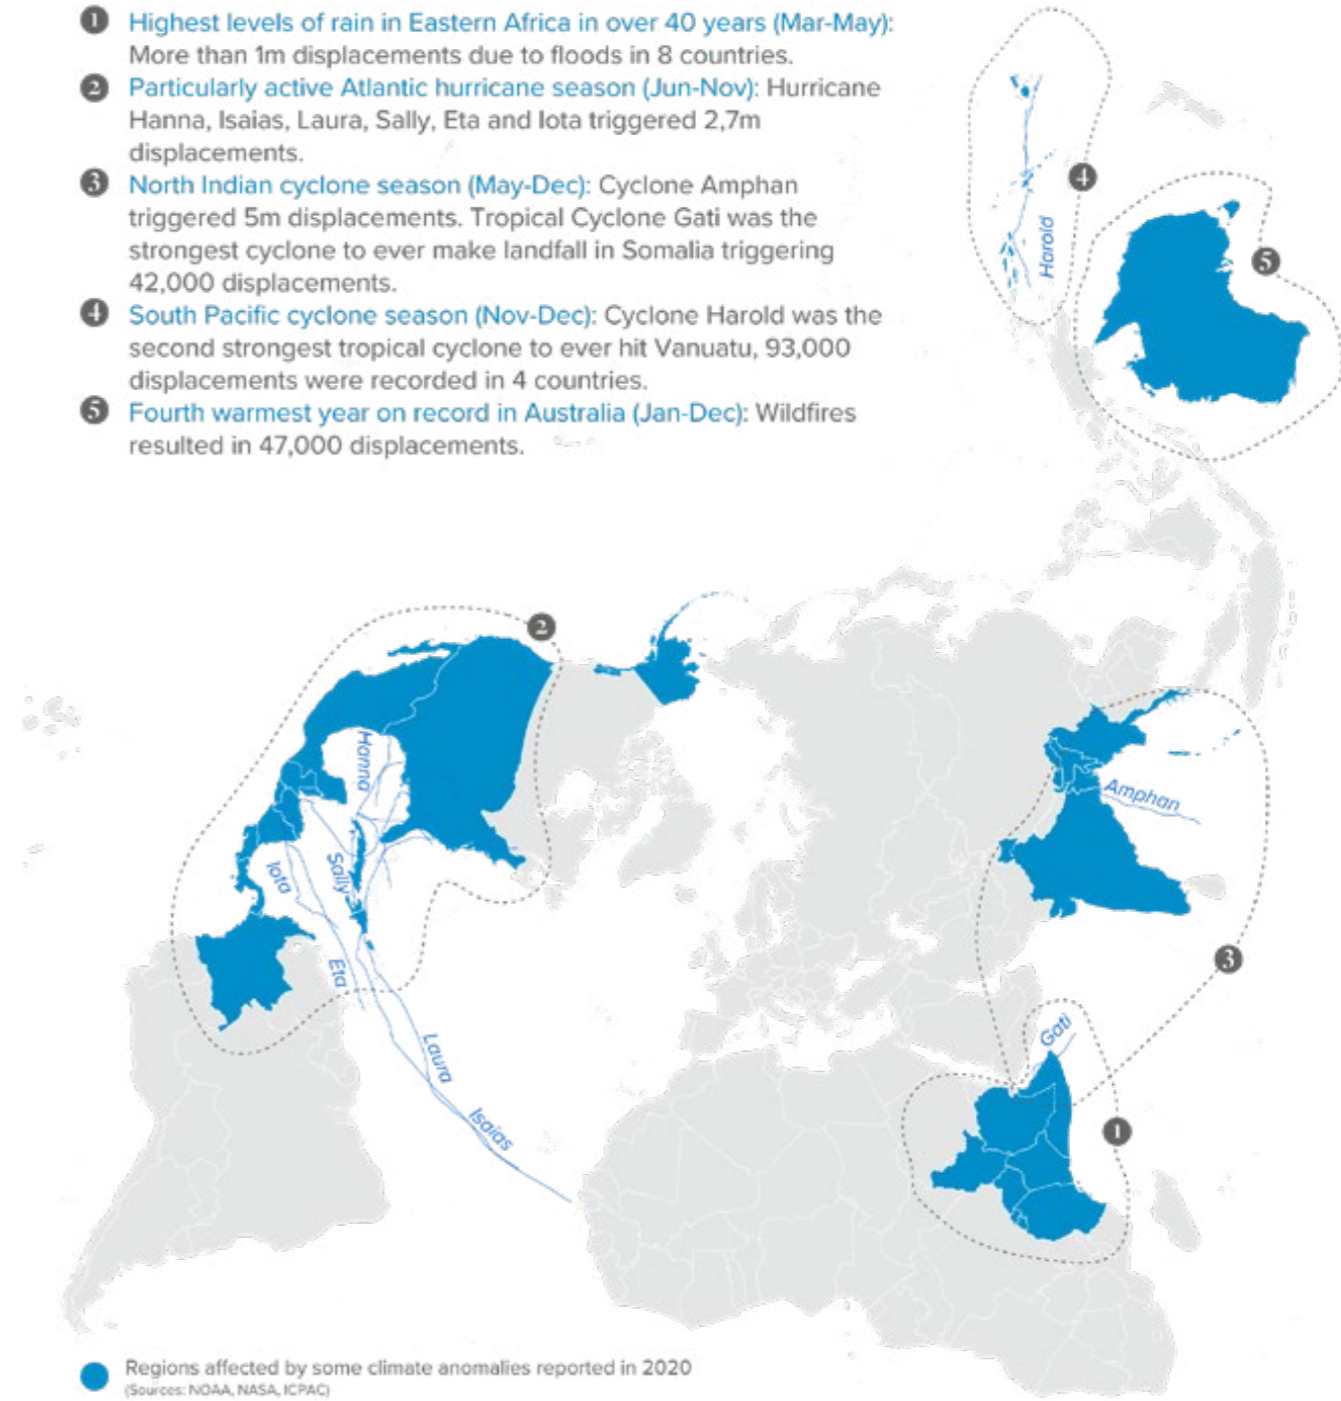 1 Highest levels of rain in Eastern Africa in over 40 years (Mar-May):
More than 1m displacements due to floods in 8 countries.
2 Particularly active Atlantic hurricane season (Jun-Nov): Hurricane
Hanna, Isaias, Laura, Sally, Eta and Iota triggered 2,7m
displacements.
3 North Indian cyclone season (May-Dec): Cyclone Amphan
triggered 5m displacements. Tropical Cyclone Gati was the
strongest cyclone to ever make landfall in Somalia triggering
42,000 displacements.
4 South Pacific cyclone season (Nov-Dec): Cyclone Harold was the
second strongest tropical cyclone to ever hit Vanuatu, 93,000
displacements were recorded in 4 countries.
5 Fourth warmest year on record in Australia (Jan-Dec): Wildfires
resulted in 47,000 displacements.
4
Harold
5
2
Hanna
Amphan
Sally
Iota
Eta
3
Gati
Laura
Isaias
1
Regions affected by some climate anomalies reported in 2020
(Sources: NOAA, NASA, ICPAC)